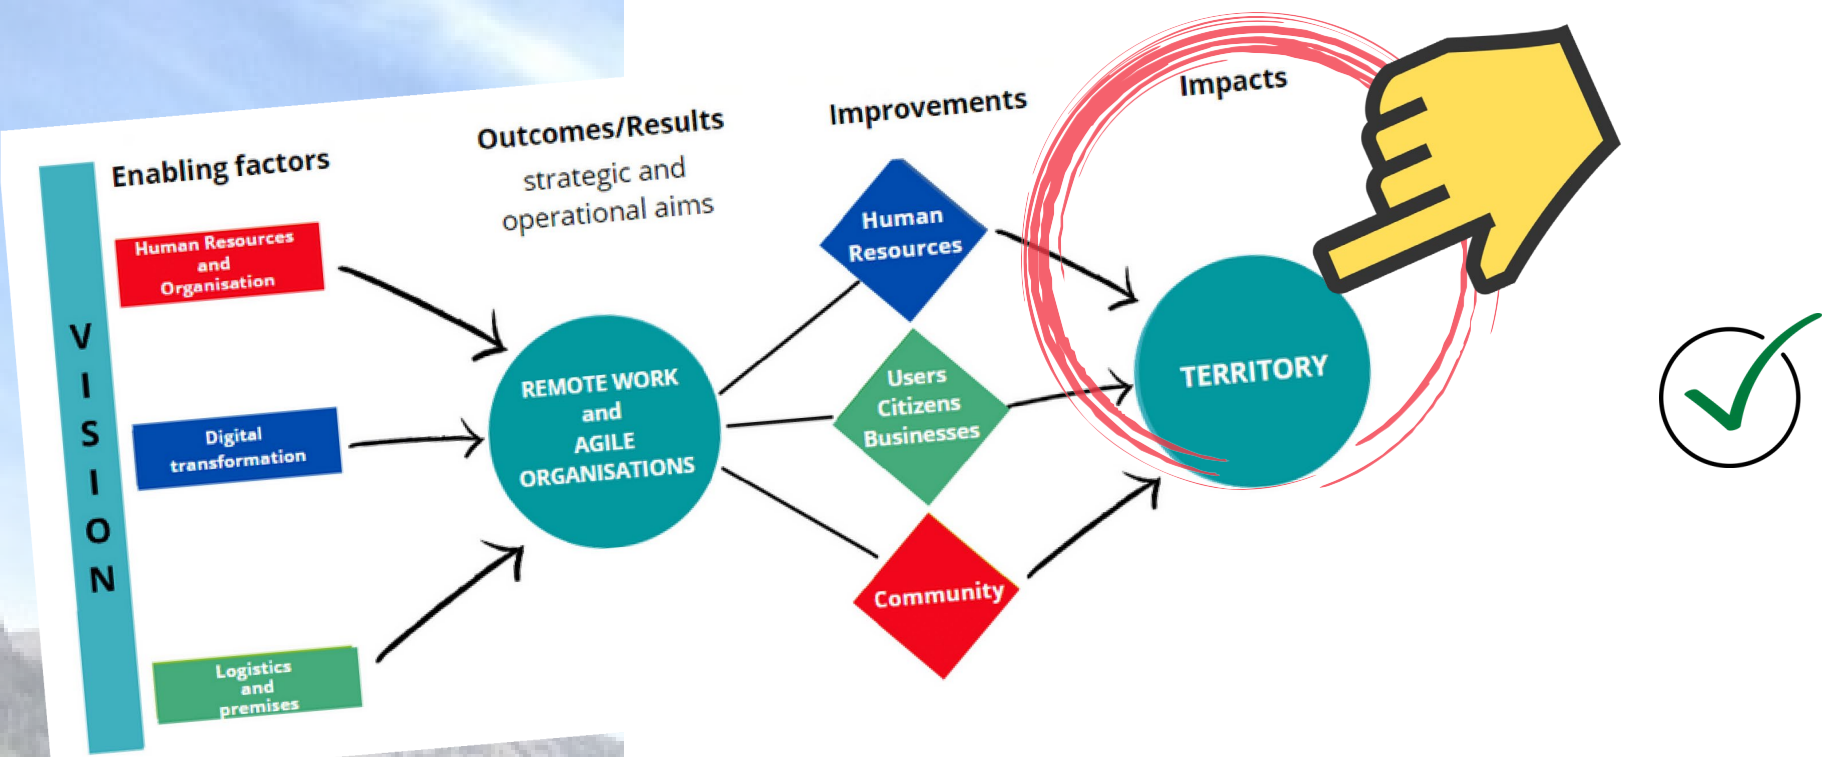 VISION
Enabling factors
Human Resources
and
Organisation
Digital
transformation
Logistics
and
premises
Outcomes/Results
strategic and
operational aims
REMOTE WORK
and
AGILE
ORGANISATIONS
Improvements
Human
Resources
Users
Citizens
Businesses
Community
Impacts
TERRITORY